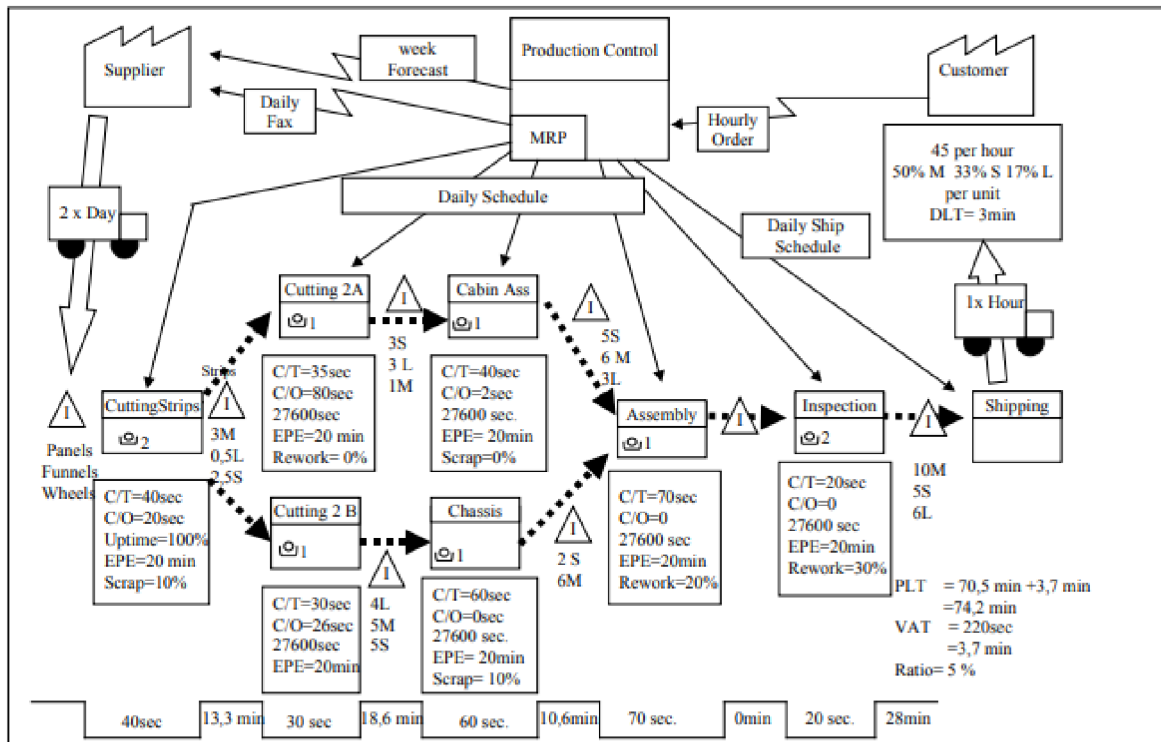 Supplier
week
Forecast
Daily
Fax
Production Control
MRP
Hourly
Order
Customer
45 per hour
50% M 33% S 17% L
per unit
DLT= 3min
2 x Day
Daily Schedule
Daily Ship
Schedule
1x Hour
I
Panels
Funnels
Wheels
CuttingStrips
2
C/T=40sec
C/O=20sec
Uptime=100%
EPE=20 min
Scrap=10%
Strips
I
3M
0,5L
2,5S
Cutting 2A
1
C/T=35sec
C/O=80sec
27600sec
EPE=20 min
Rework= 0%
I
3S
3 L
1M
Cabin Ass
1
C/T=40sec
C/O=2sec
27600 sec.
EPE= 20min
Scrap=0%
I
5S
6 M
3L
Cutting 2 B
1
C/T=30sec
C/O=26sec
27600sec
EPE=20min
I
4L
5M
5S
Chassis
1
C/T=60sec
C/O=0sec
27600 sec.
EPE= 20min
Scrap= 10%
I
2 S
6M
Assembly
1
C/T=70sec
C/O=0
27600 sec
EPE=20min
Rework=20%
I
Inspection
2
C/T=20sec
C/O=0
27600 sec
EPE=20min
Rework=30%
I
10M
5S
6L
Shipping
PLT = 70,5 min +3,7 min
=74,2 min
VAT = 220sec
=3,7 min
Ratio= 5 %
40sec
13,3 min
30 sec
18,6 min
60 sec.
10,6min
70 sec.
0min
20 sec.
28min